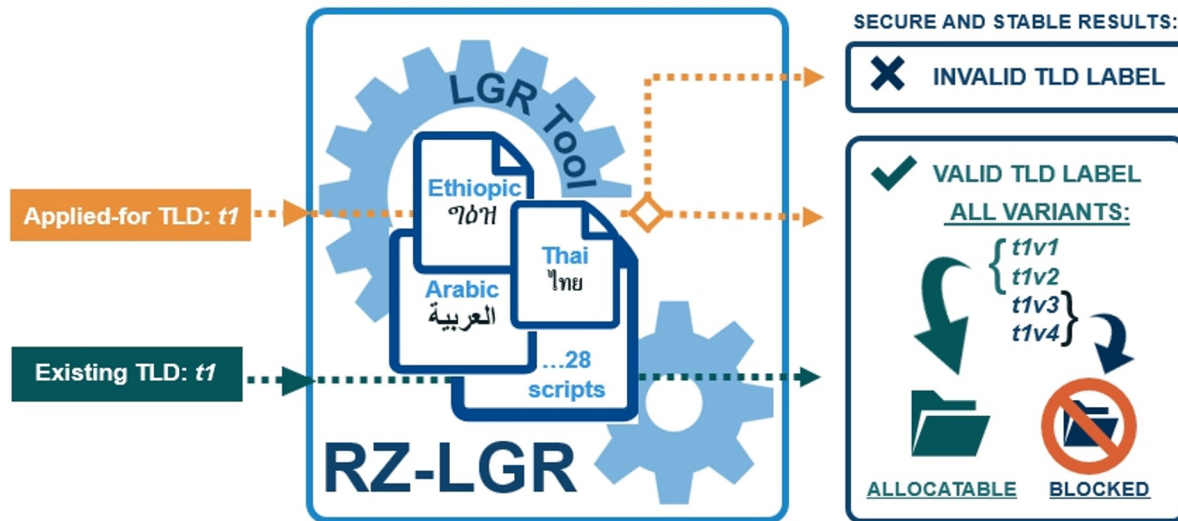 SECURE AND STABLE RESULTS:
INVALID TLD LABEL
LGR Tool
Ethiopic
ግዕዝ
Applied-for TLD: t1
Thai
ไทย
Arabic
العربية
Existing TLD: t1
...28
scripts
RZ-LGR
VALID TLD LABEL
ALL VARIANTS:
t1v1
t1v2
t1v3
t1v4
ALLOCATABLE
BLOCKED